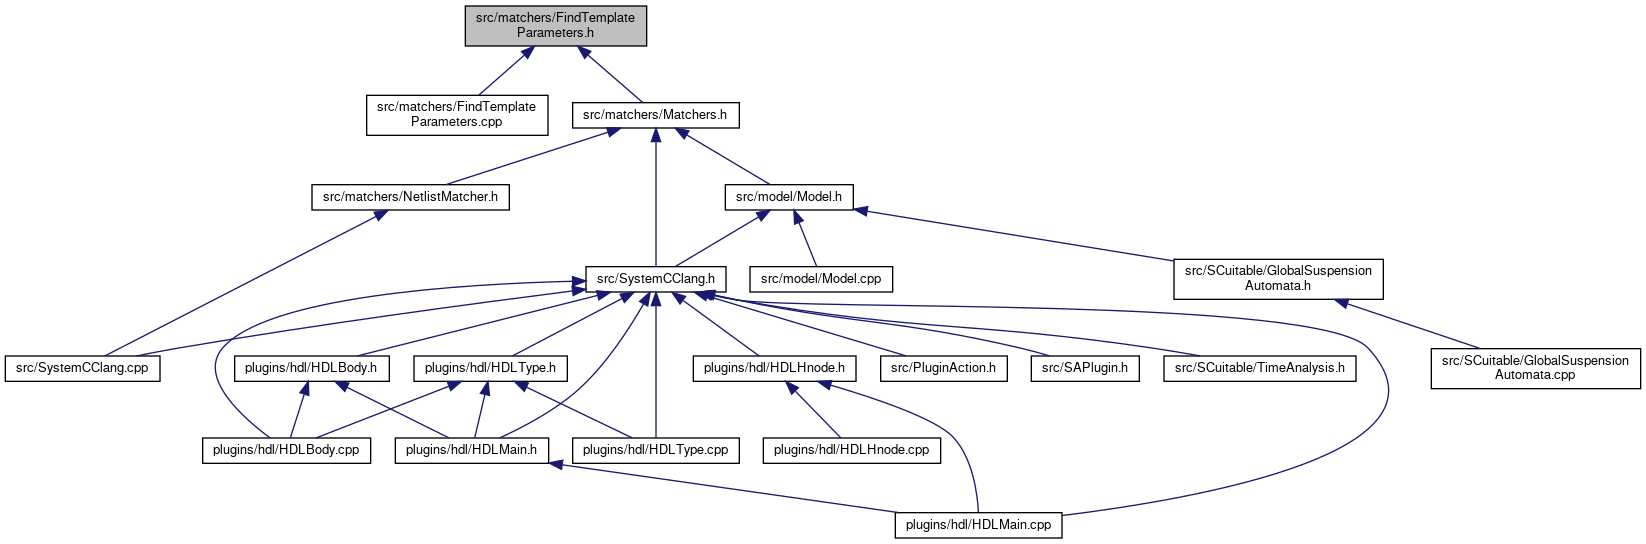 src/matchers/FindTemplate
Parameters.h
src/matchers/FindTemplate
Parameters.cpp
src/matchers/Matchers.h
src/matchers/NetlistMatcher.h
src/model/Model.h
src/SystemCClang.h
src/model/Model.cpp
src/SCuitable/GlobalSuspension
Automata.h
src/SystemCClang.cpp
plugins/hdl/HDLBody.h
plugins/hdl/HDLType.h
plugins/hdl/HDLHnode.h
src/PluginAction.h
src/SAPlugin.h
src/SCuitable/TimeAnalysis.h
src/SCuitable/GlobalSuspension
Automata.cpp
plugins/hdl/HDLBody.cpp
plugins/hdl/HDLMain.h
plugins/hdl/HDLType.cpp
plugins/hdl/HDLHnode.cpp
plugins/hdl/HDLMain.cpp